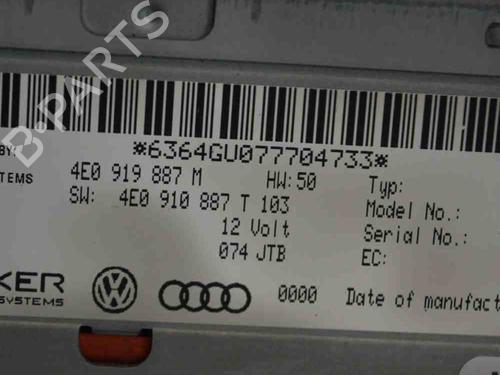 B-PARTS
*6364GU077704733*
BY:
TEMS
4E0 919 887 M HW:50 Typ:
SW: 4E0 910 887 T 103 Model No.:
12 Volt Serial No.:
074 JTB EC:
KER
SYSTEMS
0000 Date of manufact